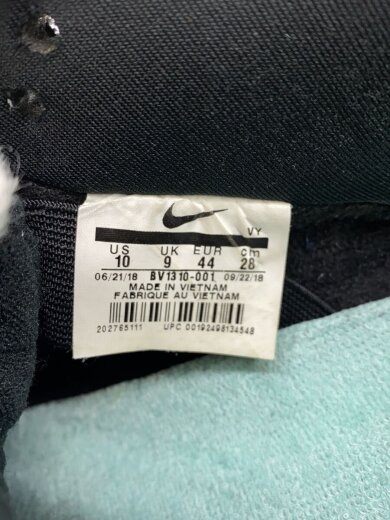 VY
US UK EUR cm
10 9 44 28
06/21/18 BV1310-001 09/22/18
MADE IN VIETNAM
FABRIQUE AU VIETNAM
202765111 UPC 00192498134548